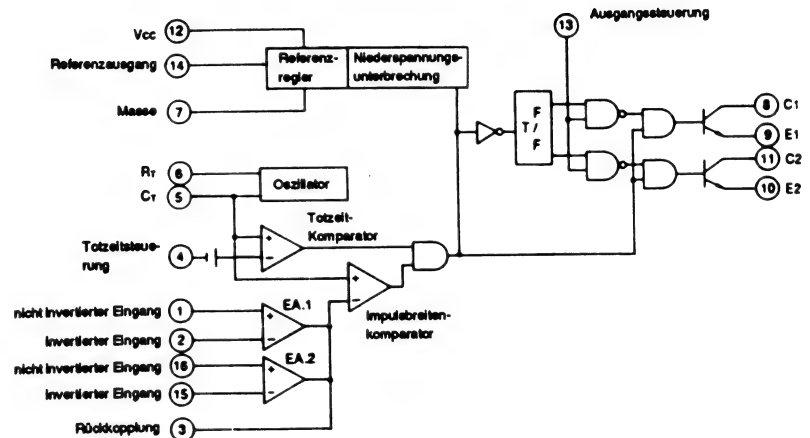 Vcc 12
Referenzausgang 14
Masse 7
Referenz-
regler
Niederspannungs-
unterbrechung
13 Ausgangssteuerung
F
T /
F
8 C1
9 E1
11 C2
10 E2
RT 6
CT 5
Oszillator
Totzeit-
Komparator
Totzeitsteue-
rung
4
+
−
+
−
Impulsbreiten-
komparator
nicht invertierter Eingang 1
Invertierter Eingang 2
EA.1
+
−
nicht invertierter Eingang 16
Invertierter Eingang 15
EA.2
+
−
Rückkopplung 3